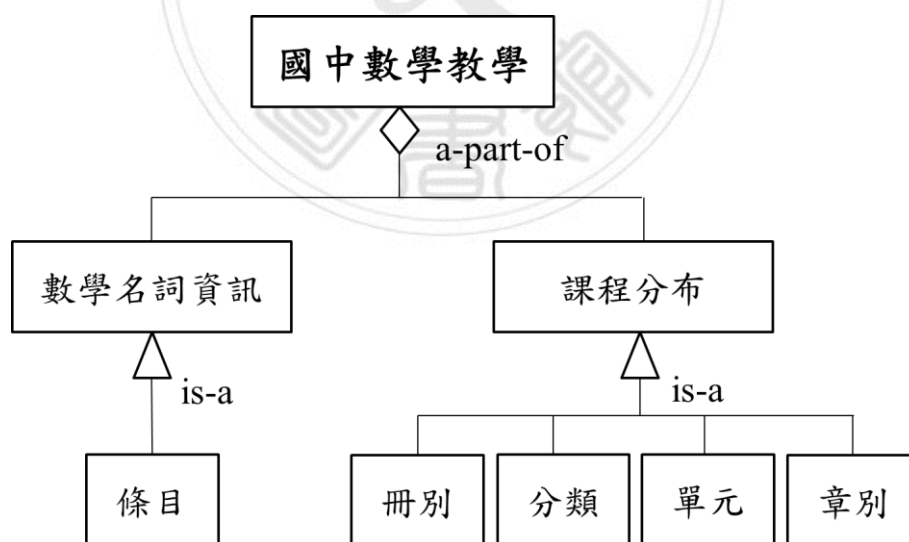 國中數學教學
a-part-of
數學名詞資訊
課程分布
is-a
is-a
條目
冊別
分類
單元
章別